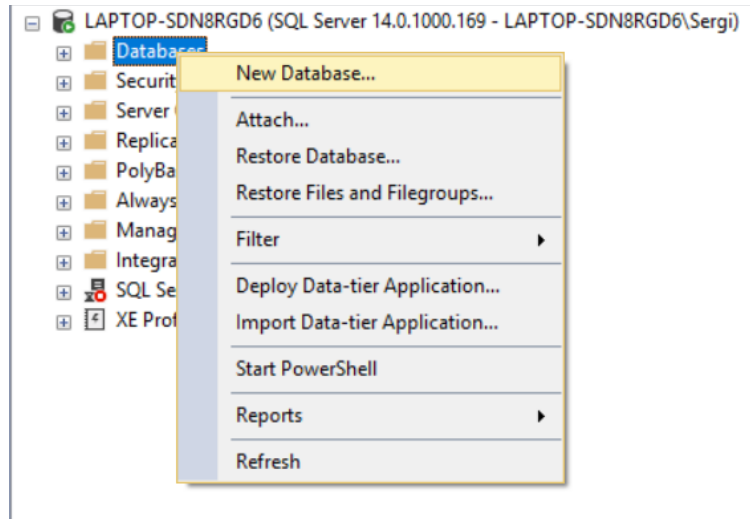 LAPTOP-SDN8RGD6 (SQL Server 14.0.1000.169 - LAPTOP-SDN8RGD6\Sergi)
Databases
New Database...
Securit
Server
Attach...
Replica
Restore Database...
PolyBa
Restore Files and Filegroups...
Always
Manag
Filter
Integra
SQL Se
Deploy Data-tier Application...
XE Prof
Import Data-tier Application...
Start PowerShell
Reports
Refresh